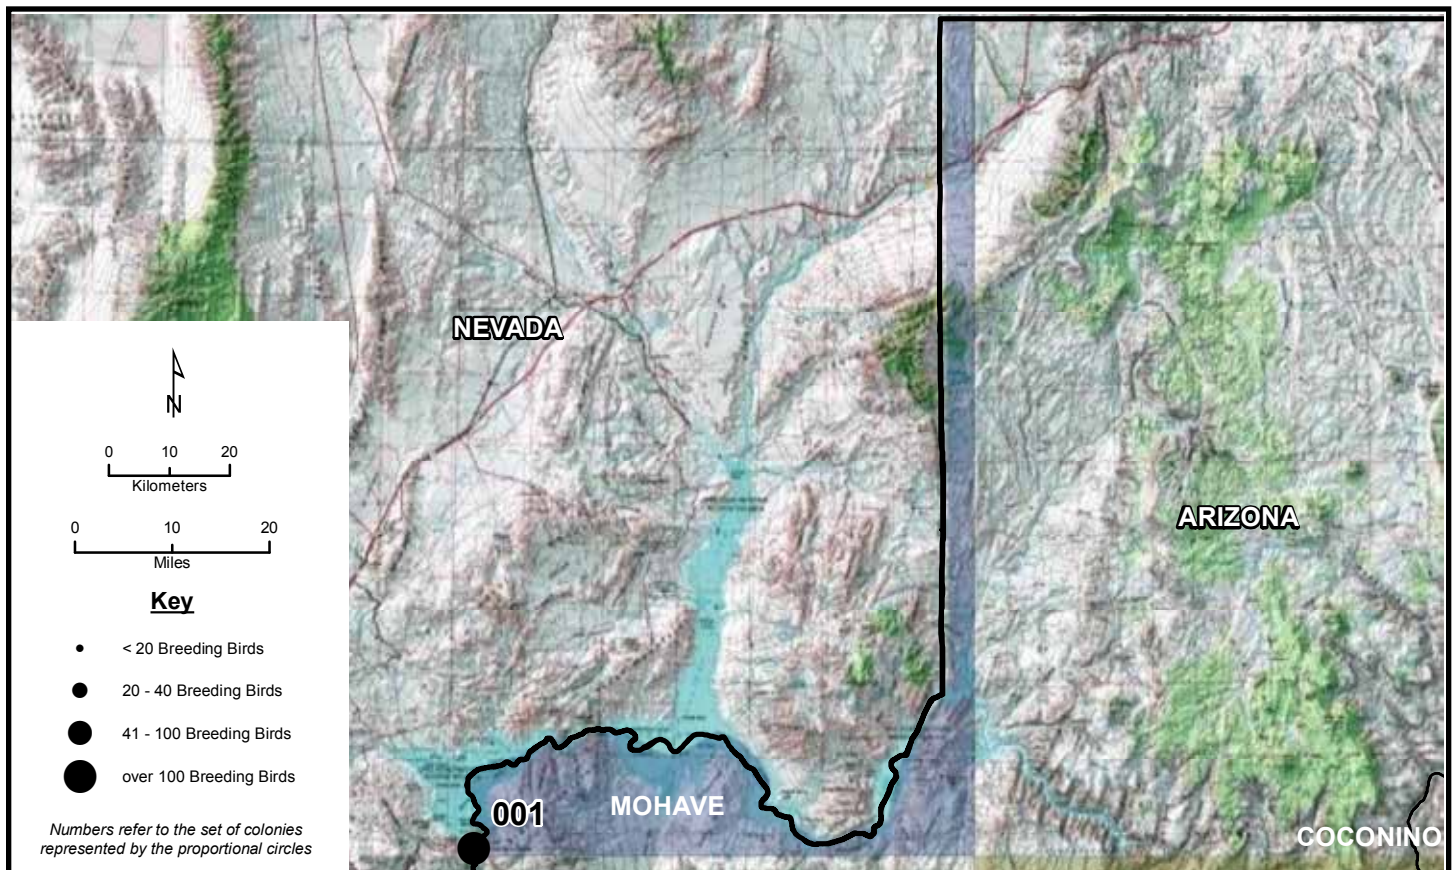 NEVADA
N
0 10 20
Kilometers
0 10 20
Miles
Key
< 20 Breeding Birds
20 - 40 Breeding Birds
41 - 100 Breeding Birds
over 100 Breeding Birds
Numbers refer to the set of colonies
represented by the proportional circles
ARIZONA
001
MOHAVE
COCONINO